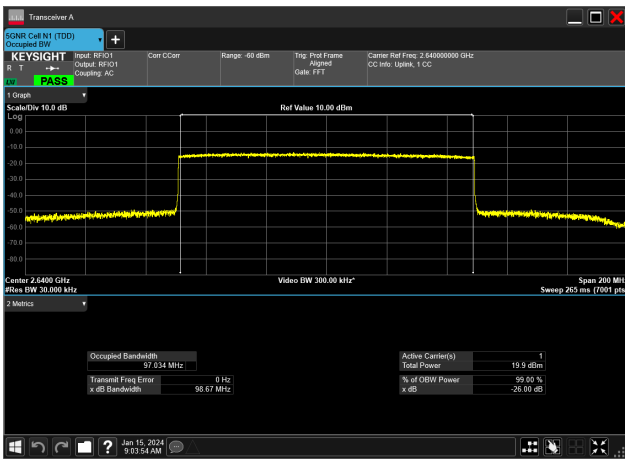 Transceiver A
5GNR Cell N1 (TDD)
Occupied BW
KEYSIGHT
R T
LNI
PASS
Input: RFIO1
Output: RFIO1
Coupling: AC
Corr CCorr
Range: -60 dBm
Trig: Prot Frame
Aligned
Gate: FFT
Carrier Ref Freq: 2.640000000 GHz
CC Info: Uplink, 1 CC
1 Graph
Scale/Div 10.0 dB
Ref Value 10.00 dBm
Log
0.00
-10.0
-20.0
-30.0
-40.0
-50.0
-60.0
-70.0
-80.0
Center 2.6400 GHz
Video BW 300.00 kHz*
Span 200 MHz
#Res BW 30.000 kHz
Sweep 265 ms (7001 pts
2 Metrics
Occupied Bandwidth
97.034 MHz
Transmit Freq Error 0 Hz
x dB Bandwidth 98.67 MHz
Active Carrier(s) 1
Total Power 19.9 dBm
% of OBW Power 99.00 %
x dB -26.00 dB
?
Jan 15, 2024
9:03:54 AM